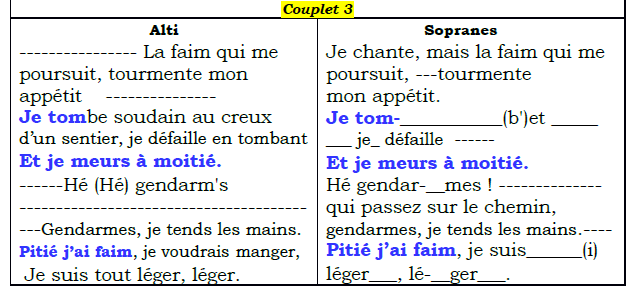 Couplet 3
Alti
---------------- La faim qui me
poursuit, tourmente mon
appétit ---------------
Je tombe soudain au creux
d'un sentier, je défaille en tombant
Et je meurs à moitié.
------Hé (Hé) gendarm's
---------------------------------------
---Gendarmes, je tends les mains.
Pitié j'ai faim, je voudrais manger,
Je suis tout léger, léger.
Sopranes
Je chante, mais la faim qui me
poursuit, ---tourmente
mon appétit.
Je tom-___________(b')et _____
___ je_ défaille ------
Et je meurs à moitié.
Hé gendar-__mes ! --------------
qui passez sur le chemin,
gendarmes, je tends les mains.----
Pitié j'ai faim, je suis______(i)
léger___, lé-__ger___.